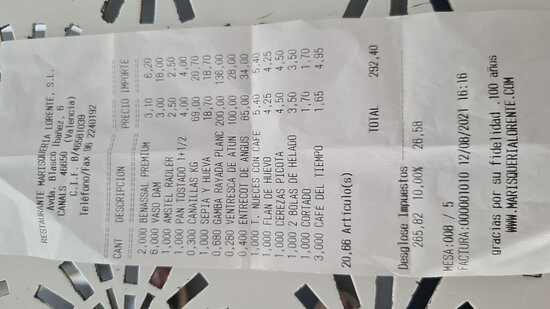 RESTAURANTE MARISQUERIA LORENTE, S.L.
Avda. Blasco Ibañez, 6
CANALS 46650 (Valencia)
C.I.F. B/46581039
Teléfono/Fax 96 2240192
CANT DESCRIPCION PRECIO IMPORTE
2,000 BENASSAL PREMIUM 3,10 6,20
6,000 VASO DAM 3,00 18,00
1,000 AMSTEL RADLER 2,50 2,50
4,000 PAN TOSTADO 1+1/2 1,00 4,00
0,300 CANAILLAS KG 69,00 20,70
1,000 SEPIA Y HUEVA 18,70 18,70
0,680 GAMBA RAYADA PLANC 200,00 136,00
0,280 VENTRESCA DE ATUN 100,00 28,00
0,400 ENTRECOT DE ANGUS 85,00 34,00
1,000 T. NUECES CON CAFE 5,40 5,40
1,000 FLAN DE HUEVO 4,25 4,25
1,000 CEREZAS PICOTA 4,50 4,50
1,000 2 BOLAS DE HELADO 3,50 3,50
1,000 CORTADO 1,70 1,70
3,000 CAFE DEL TIEMPO 1,65 4,95
20,66 Artículo(s) TOTAL 292,40
Desglose Impuestos
265,82 10,00% 26,58
MESA:008 / 5
FACTURA:0000001010 12/08/2021 16:16
gracias por su fidelidad .100 años
WWW.MARISQUERIALORENTE.COM